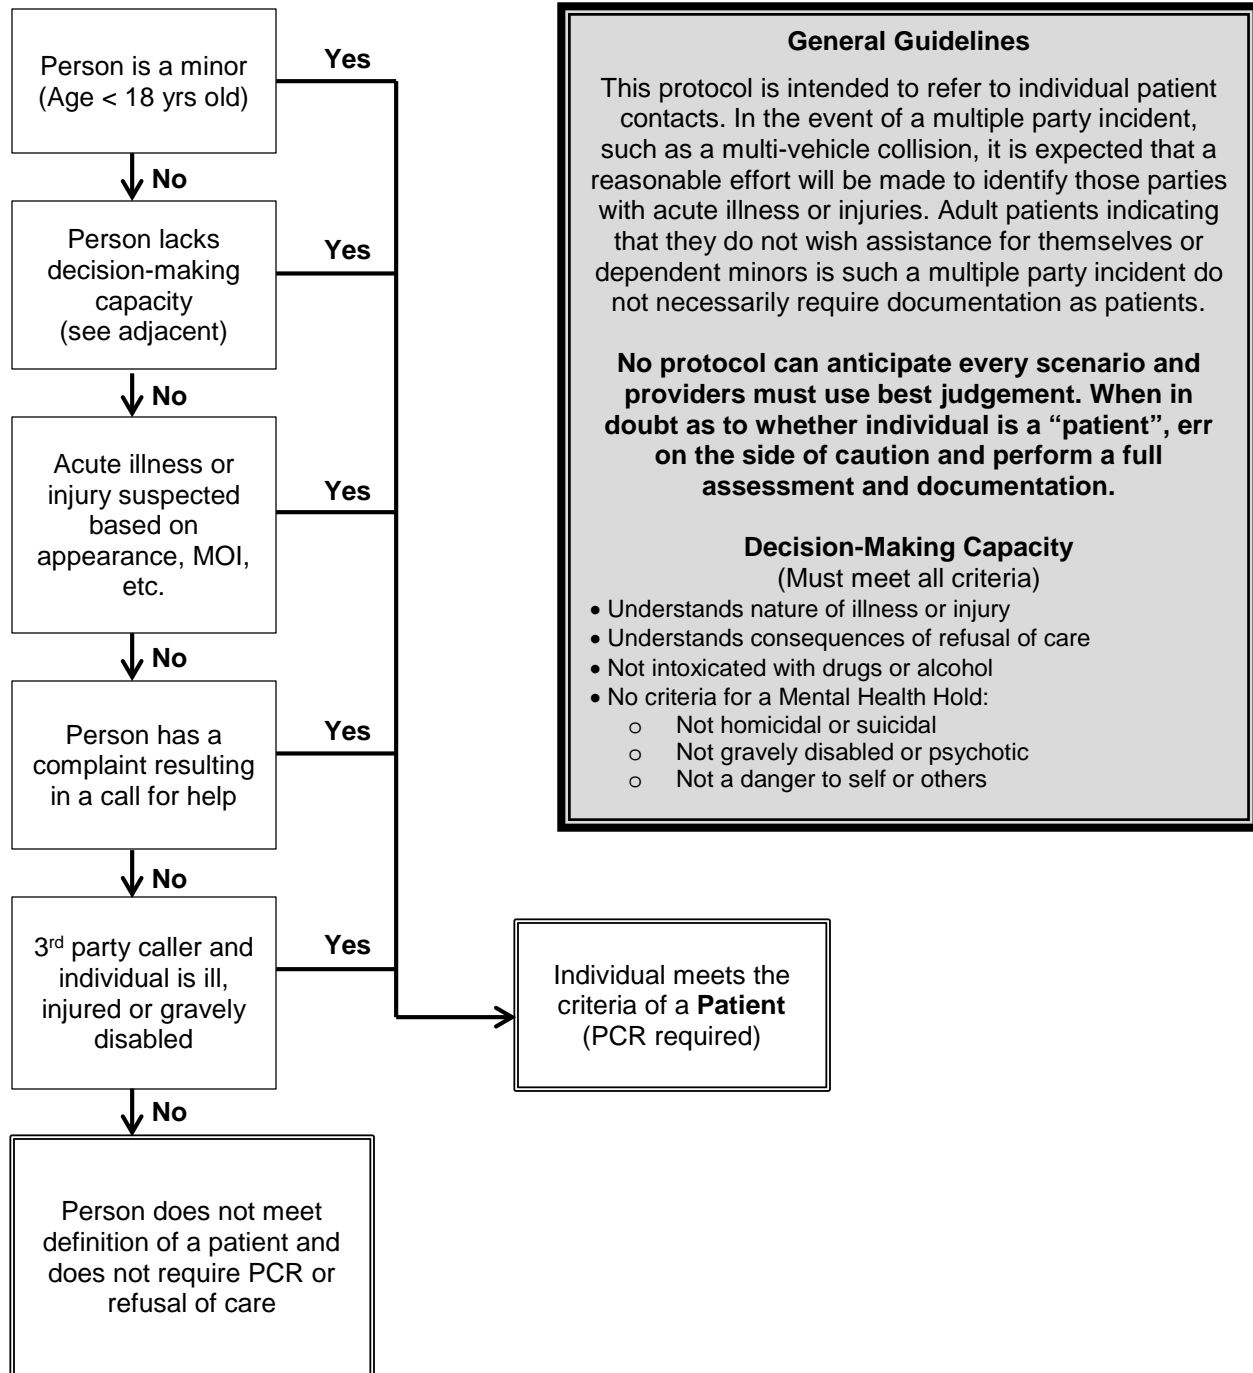 Person is a minor
(Age < 18 yrs old)
Yes
No
Person lacks
decision-making
capacity
(see adjacent)
Yes
No
Acute illness or
injury suspected
based on
appearance, MOI,
etc.
Yes
No
Person has a
complaint resulting
in a call for help
Yes
No
3rd party caller and
individual is ill,
injured or gravely
disabled
Yes
No
Person does not meet
definition of a patient and
does not require PCR or
refusal of care
Individual meets the
criteria of a Patient
(PCR required)
General Guidelines
This protocol is intended to refer to individual patient
contacts. In the event of a multiple party incident,
such as a multi-vehicle collision, it is expected that a
reasonable effort will be made to identify those parties
with acute illness or injuries. Adult patients indicating
that they do not wish assistance for themselves or
dependent minors is such a multiple party incident do
not necessarily require documentation as patients.
No protocol can anticipate every scenario and
providers must use best judgement. When in
doubt as to whether individual is a “patient”, err
on the side of caution and perform a full
assessment and documentation.
Decision-Making Capacity
(Must meet all criteria)
• Understands nature of illness or injury
• Understands consequences of refusal of care
• Not intoxicated with drugs or alcohol
• No criteria for a Mental Health Hold:
o Not homicidal or suicidal
o Not gravely disabled or psychotic
o Not a danger to self or others